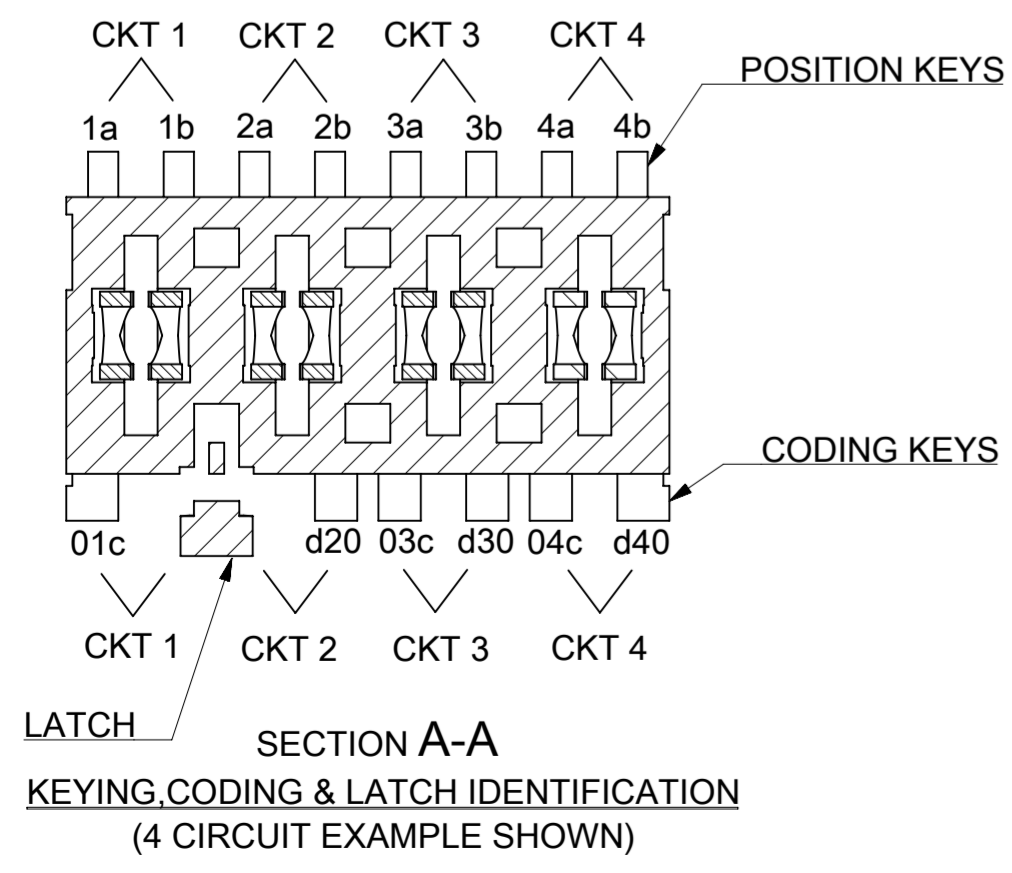 CKT 1 CKT 2 CKT 3 CKT 4
POSITION KEYS
1a 1b 2a 2b 3a 3b 4a 4b
CODING KEYS
01c d20 03c d30 04c d40
CKT 1 CKT 2 CKT 3 CKT 4
LATCH
SECTION A-A
KEYING,CODING & LATCH IDENTIFICATION
(4 CIRCUIT EXAMPLE SHOWN)